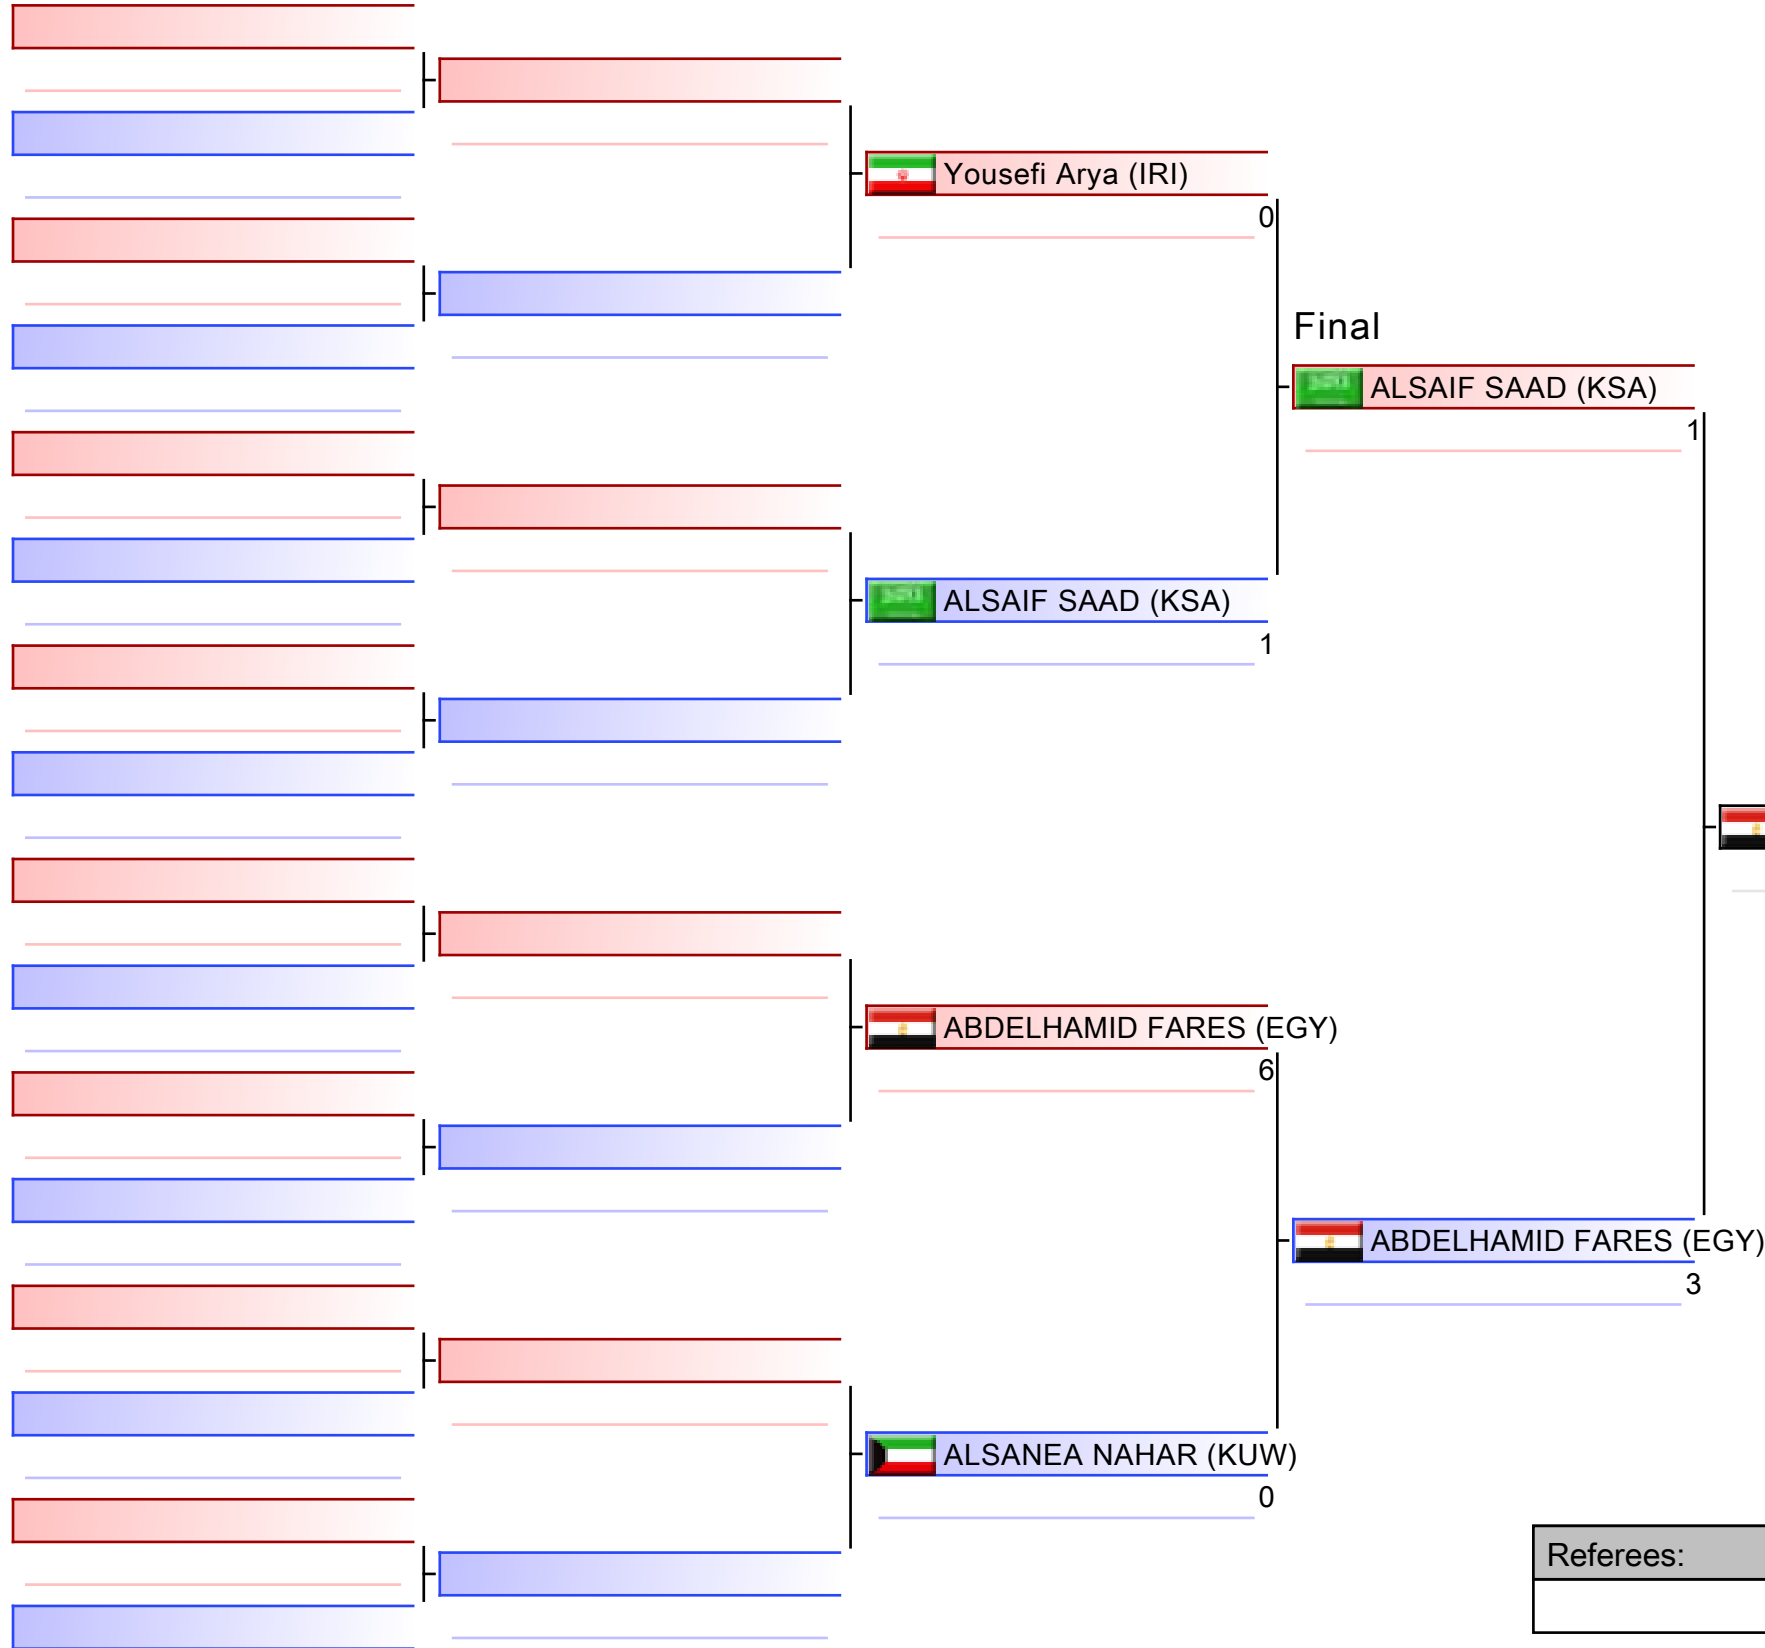 Yousefi Arya (IRI)
0
Final
ALSAIF SAAD (KSA)
1
ALSAIF SAAD (KSA)
1
ABDELHAMID FARES (EGY)
6
ABDELHAMID FARES (EGY)
3
ALSANEA NAHAR (KUW)
0
Referees: